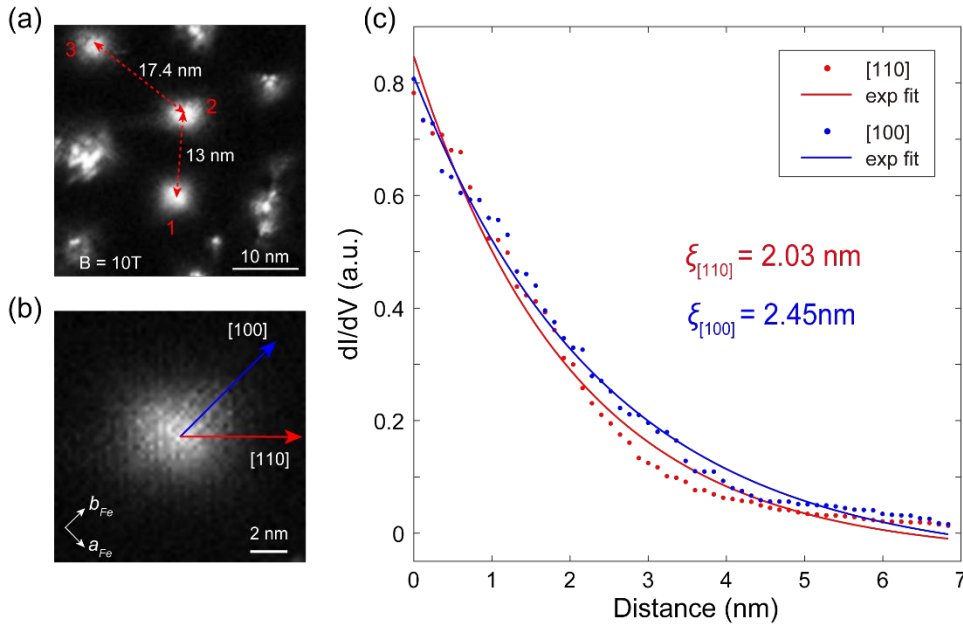 (a)
3
17.4 nm
2
13 nm
1
B = 10T
10 nm
(b)
[100]
[110]
b_Fe
a_Fe
2 nm
(c)
dI/dV (a.u.)
0.8
0.6
0.4
0.2
0
0 1 2 3 4 5 6 7
Distance (nm)
[110]
exp fit
[100]
exp fit
ξ[110] = 2.03 nm
ξ[100] = 2.45nm